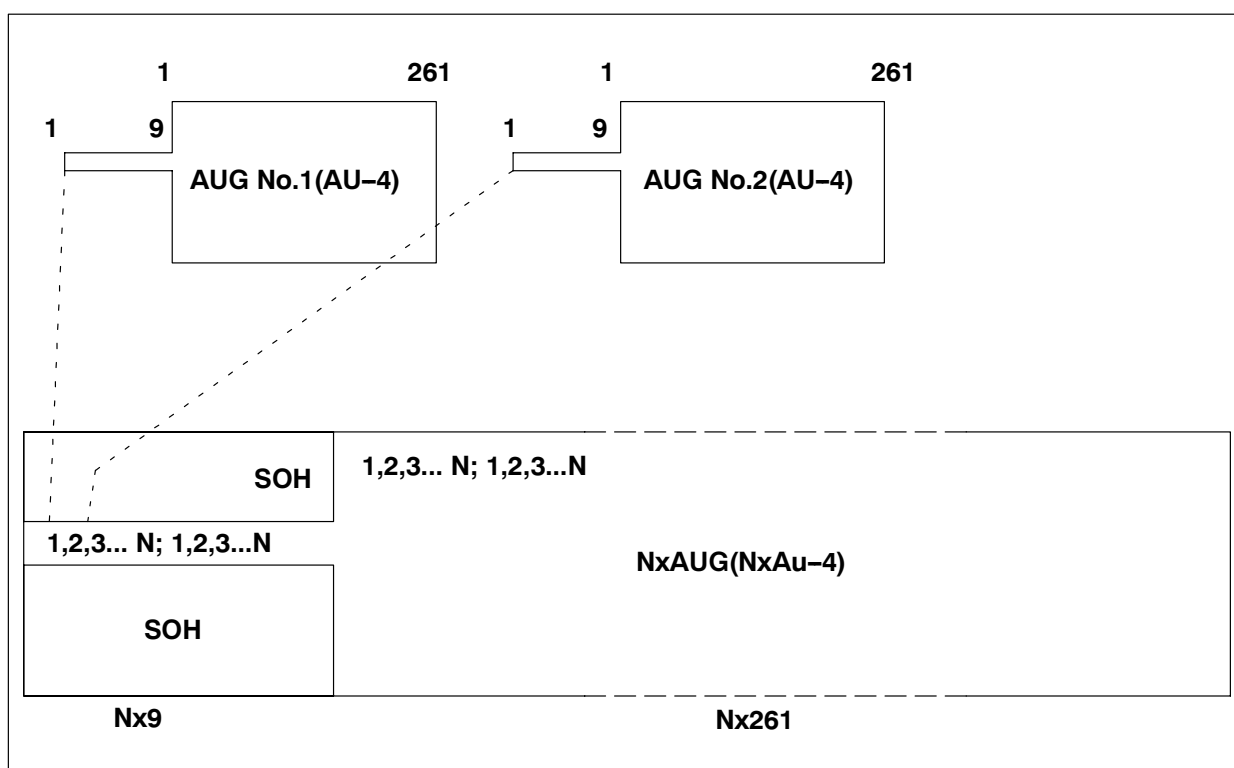 1 261 1 261
1 9 1 9
AUG No.1(AU–4) AUG No.2(AU–4)
SOH 1,2,3... N; 1,2,3...N
1,2,3... N; 1,2,3...N
NxAUG(NxAu–4)
SOH
Nx9 Nx261